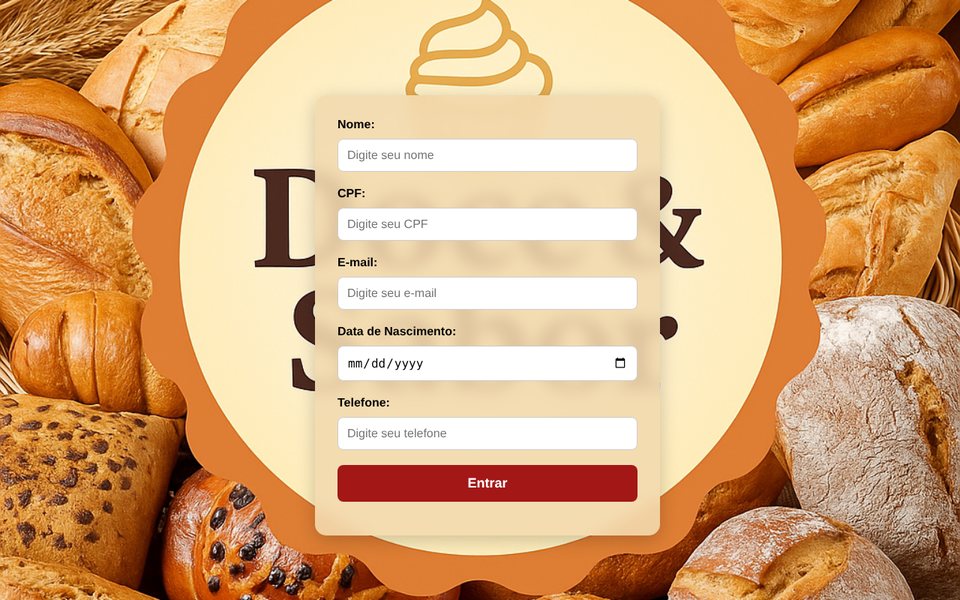 D &
S
Nome:
Digite seu nome
CPF:
Digite seu CPF
E-mail:
Digite seu e-mail
Data de Nascimento:
mm/dd/yyyy
Telefone:
Digite seu telefone
Entrar